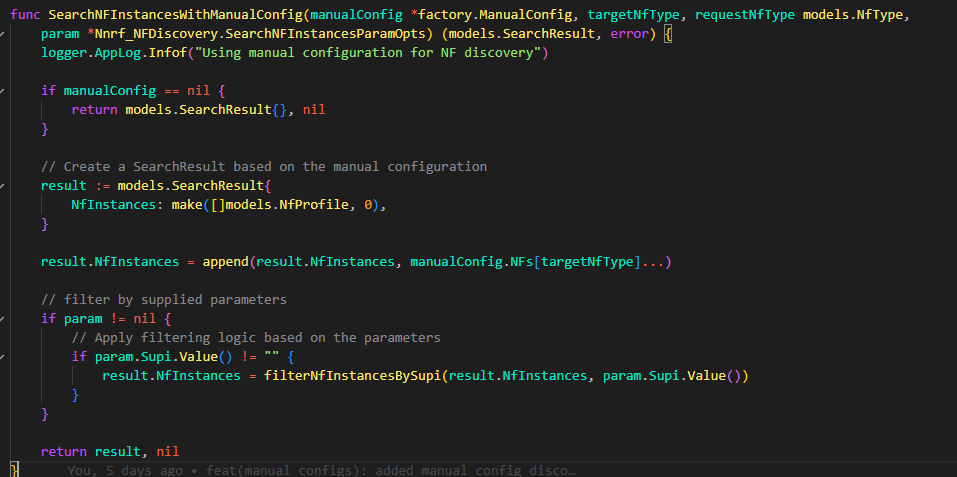 func SearchNFInstancesWithManualConfig(manualConfig *factory.ManualConfig, targetNfType, requestNfType models.NfType,
    param *Nnrf_NFDiscovery.SearchNFInstancesParamOpts) (models.SearchResult, error) {
    logger.AppLog.Infof("Using manual configuration for NF discovery")

    if manualConfig == nil {
        return models.SearchResult{}, nil
    }

    // Create a SearchResult based on the manual configuration
    result := models.SearchResult{
        NfInstances: make([]models.NfProfile, 0),
    }

    result.NfInstances = append(result.NfInstances, manualConfig.NFs[targetNfType]...)

    // filter by supplied parameters
    if param != nil {
        // Apply filtering logic based on the parameters
        if param.Supi.Value() != "" {
            result.NfInstances = filterNfInstancesBySupi(result.NfInstances, param.Supi.Value())
        }
    }

    return result, nil
}       You, 5 days ago • feat(manual configs): added manual config disco…